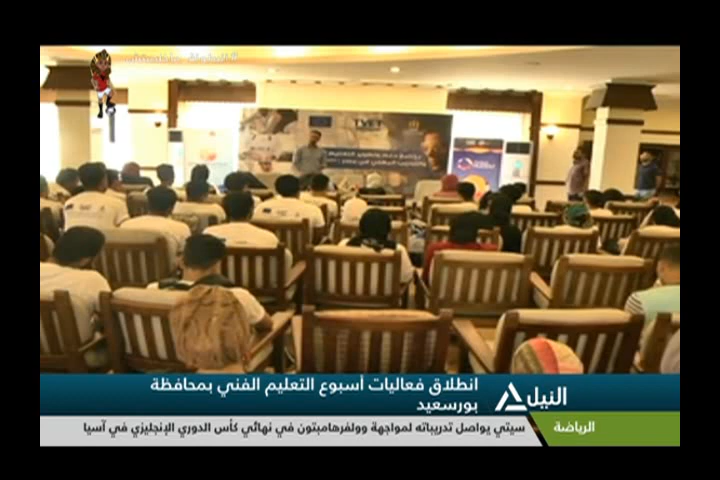 TVET
انطلاق فعاليات أسبوع التعليم الفني بمحافظة
بورسعيد
النيل
الرياضة
سيتي يواصل تدريباته لمواجهة وولفرهامبتون في نهائي كأس الدوري الإنجليزي في آسيا